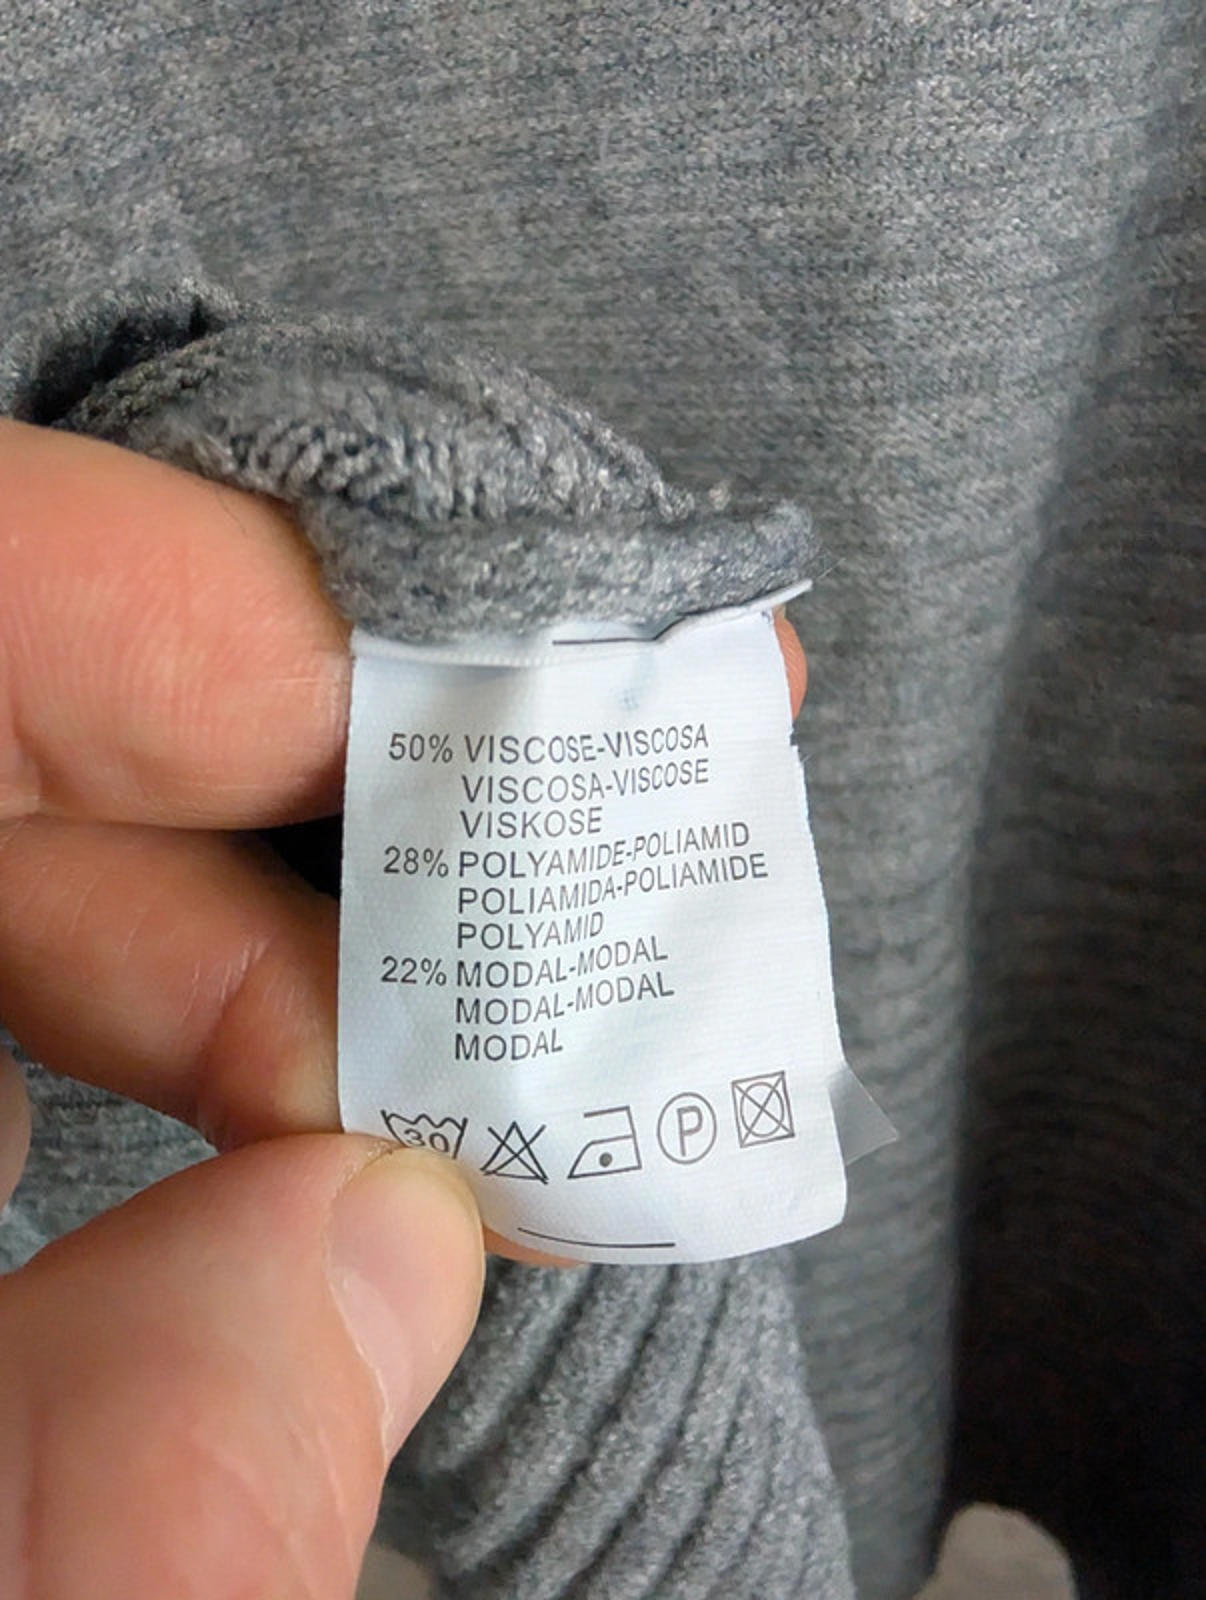 50% VISCOSE-VISCOSA
VISCOSA-VISCOSE
VISKOSE
28% POLYAMIDE-POLIAMID
POLIAMIDA-POLIAMIDE
POLYAMID
22% MODAL-MODAL
MODAL-MODAL
MODAL
30 P